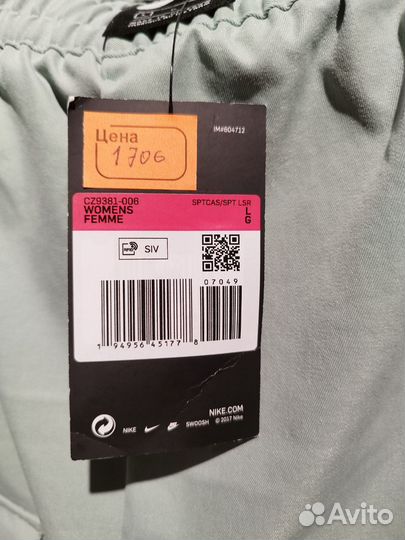 Цена
1706
IM#604712
CZ9381-006
WOMENS
FEMME
SPTCAS/SPT LSR
L
G
RFID
SIV
07049
1 94956 45177 8
NIKE
SWOOSH
NIKE.COM
© 2017 Nike
Avito